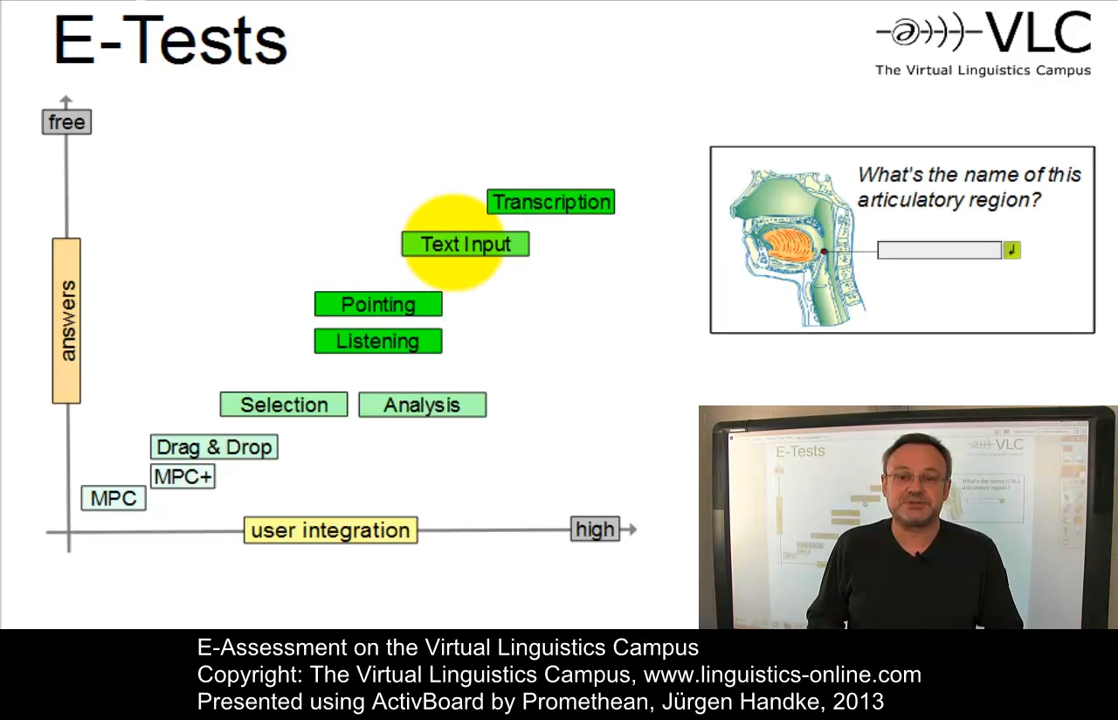 E-Tests
VLC
The Virtual Linguistics Campus
free
What's the name of this
articulatory region?
Transcription
Text Input
Pointing
Listening
answers
Selection
Analysis
Drag & Drop
MPC+
MPC
user integration
high
E-Tests
VLC
E-Assessment on the Virtual Linguistics Campus
Copyright: The Virtual Linguistics Campus, www.linguistics-online.com
Presented using ActivBoard by Promethean, Jürgen Handke, 2013